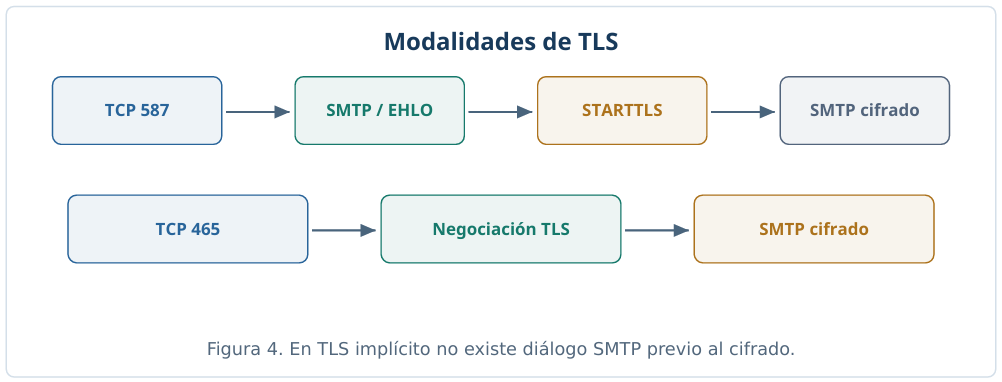 Modalidades de TLS
TCP 587
SMTP / EHLO
STARTTLS
SMTP cifrado
TCP 465
Negociación TLS
SMTP cifrado
Figura 4. En TLS implícito no existe diálogo SMTP previo al cifrado.